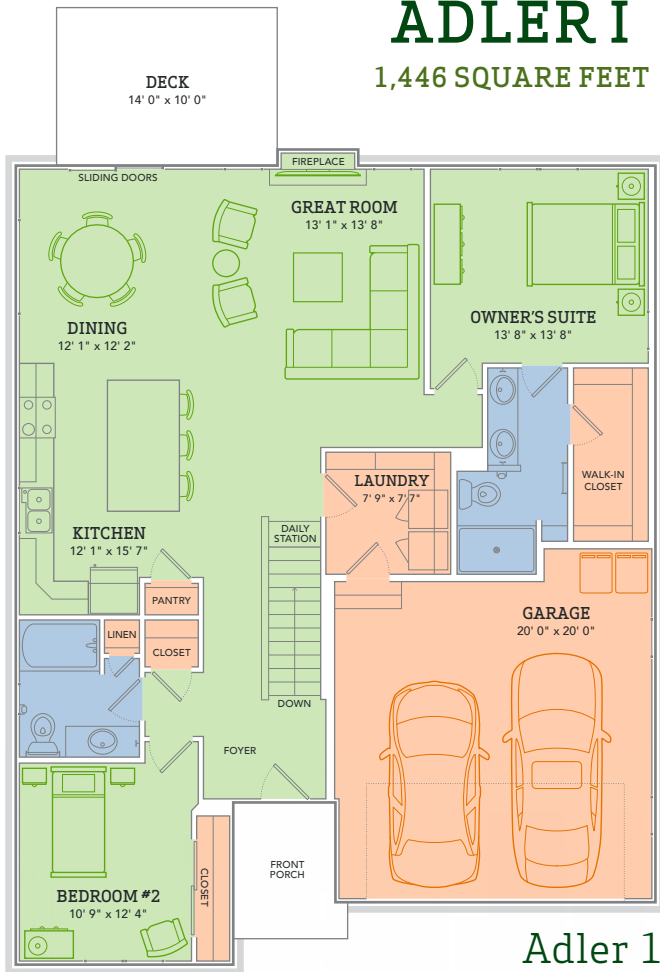 ADLER I
1,446 SQUARE FEET
DECK
14' 0" x 10' 0"
FIREPLACE
SLIDING DOORS
GREAT ROOM
13' 1" x 13' 8"
OWNER'S SUITE
13' 8" x 13' 8"
DINING
12' 1" x 12' 2"
LAUNDRY
7' 9" x 7' 7"
WALK-IN
CLOSET
KITCHEN
12' 1" x 15' 7"
DAILY
STATION
PANTRY
LINEN
CLOSET
GARAGE
20' 0" x 20' 0"
DOWN
FOYER
FRONT
PORCH
CLOSET
BEDROOM #2
10' 9" x 12' 4"
Adler 1